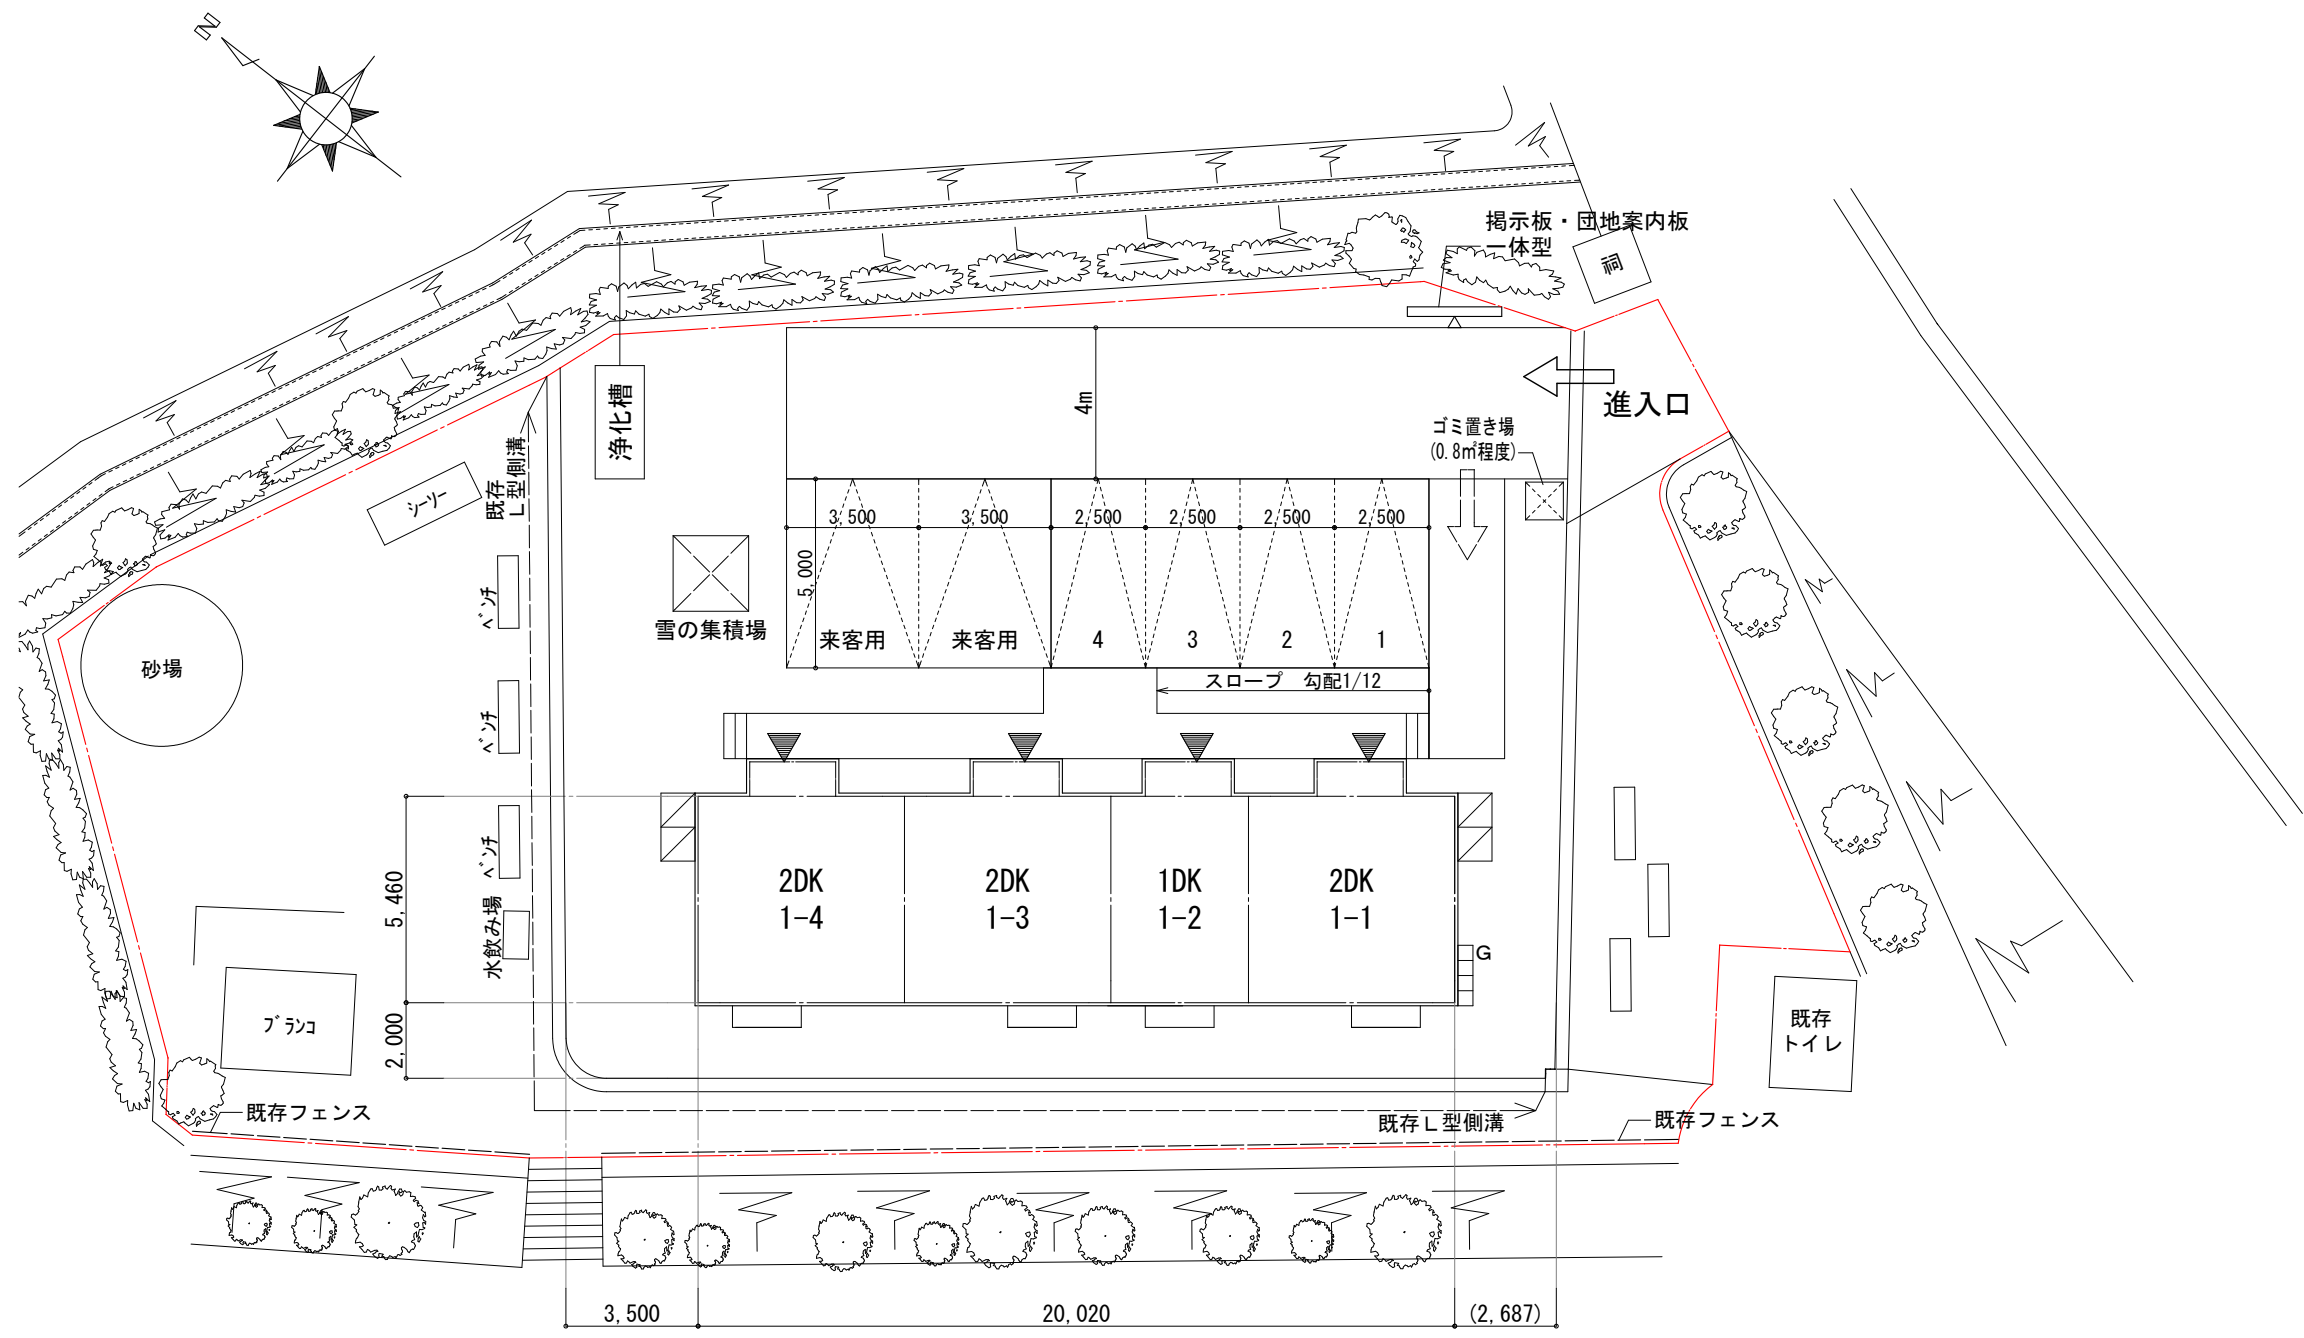 N
掲示板・団地案内板
一体型
祠
進入口
4m
浄化槽
ゴミ置き場
(0.8㎡程度)
既存
L型側溝
シーソー
3,500
3,500
2,500
2,500
2,500
2,500
5,000
来客用
来客用
4
3
2
1
雪の集積場
スロープ 勾配1/12
砂場
ベンチ
ベンチ
ベンチ
水飲み場
ブランコ
5,460
2,000
2DK
1-4
2DK
1-3
1DK
1-2
2DK
1-1
G
既存
トイレ
既存フェンス
既存L型側溝
既存フェンス
3,500
20,020
(2,687)